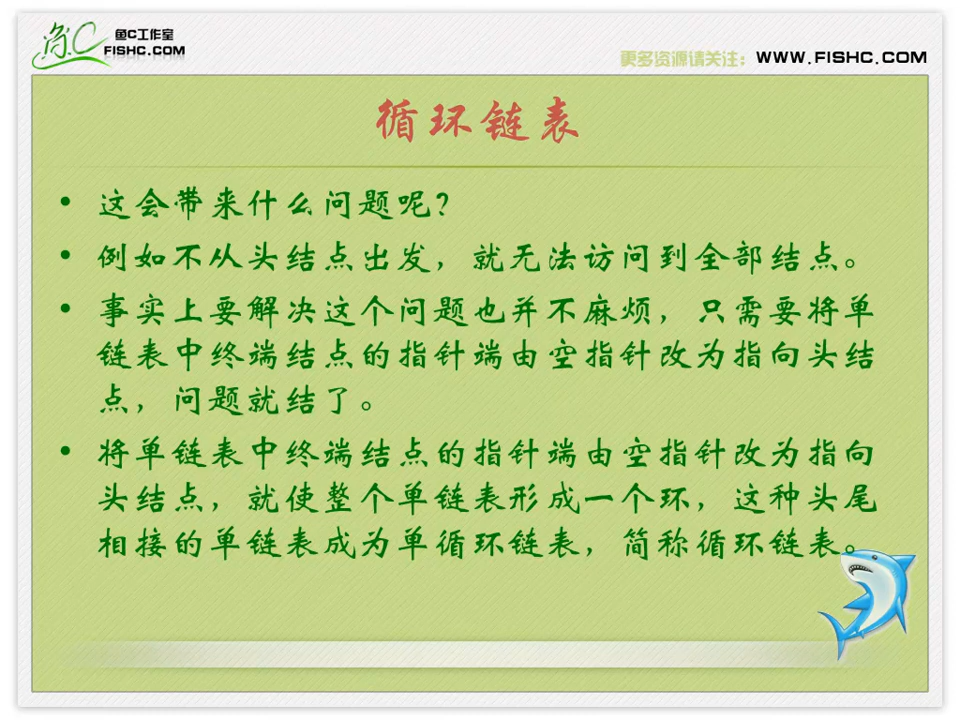 鱼C工作室
FISHC.COM
更多资源请关注：WWW.FISHC.COM
循环链表
• 这会带来什么问题呢？
• 例如不从头结点出发，就无法访问到全部结点。
• 事实上要解决这个问题也并不麻烦，只需要将单
链表中终端结点的指针端由空指针改为指向头结
点，问题就结了。
• 将单链表中终端结点的指针端由空指针改为指向
头结点，就使整个单链表形成一个环，这种头尾
相接的单链表成为单循环链表，简称循环链表。